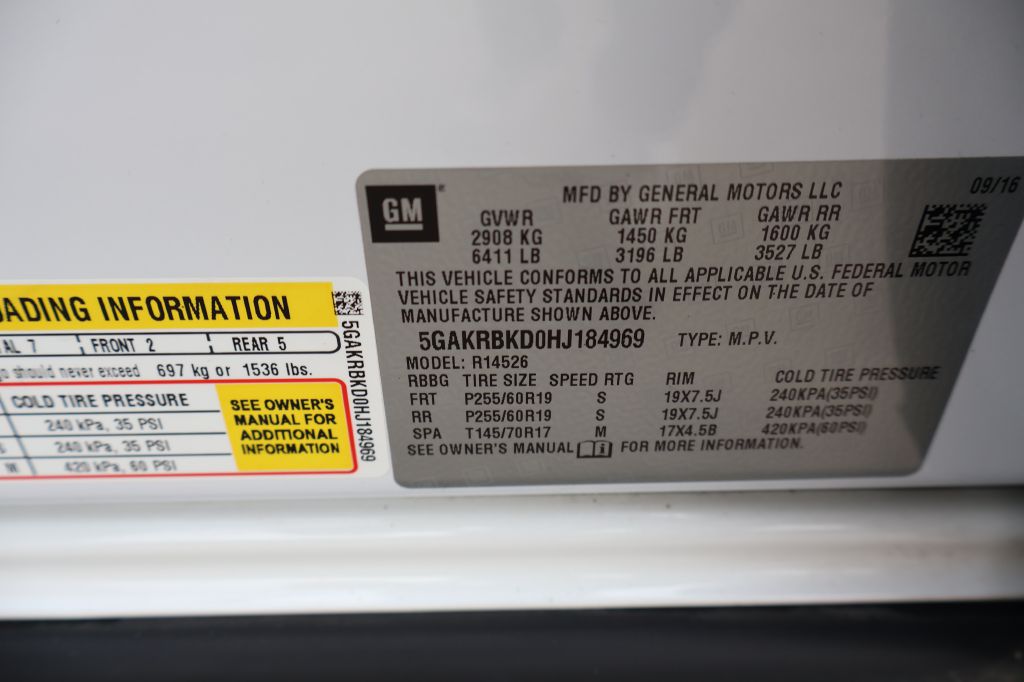 GM
MFD BY GENERAL MOTORS LLC
09/16
GVWR GAWR FRT GAWR RR
2908 KG 1450 KG 1600 KG
6411 LB 3196 LB 3527 LB
THIS VEHICLE CONFORMS TO ALL APPLICABLE U.S. FEDERAL MOTOR
VEHICLE SAFETY STANDARDS IN EFFECT ON THE DATE OF
MANUFACTURE SHOWN ABOVE.
5GAKRBKD0HJ184969 TYPE: M.P.V.
MODEL: R14526
RBBG TIRE SIZE SPEED RTG RIM COLD TIRE PRESSURE
FRT P255/60R19 S 19X7.5J 240KPA(35PSI)
RR P255/60R19 S 19X7.5J 240KPA(35PSI)
SPA T145/70R17 M 17X4.5B 420KPA(60PSI)
SEE OWNER'S MANUAL FOR MORE INFORMATION.
ADING INFORMATION
AL 7 FRONT 2 REAR 5
go should never exceed 697 kg or 1536 lbs.
COLD TIRE PRESSURE
240 kPa, 35 PSI
240 kPa, 35 PSI
M 420 kPa, 60 PSI
SEE OWNER'S
MANUAL FOR
ADDITIONAL
INFORMATION
5GAKRBKD0HJ184969